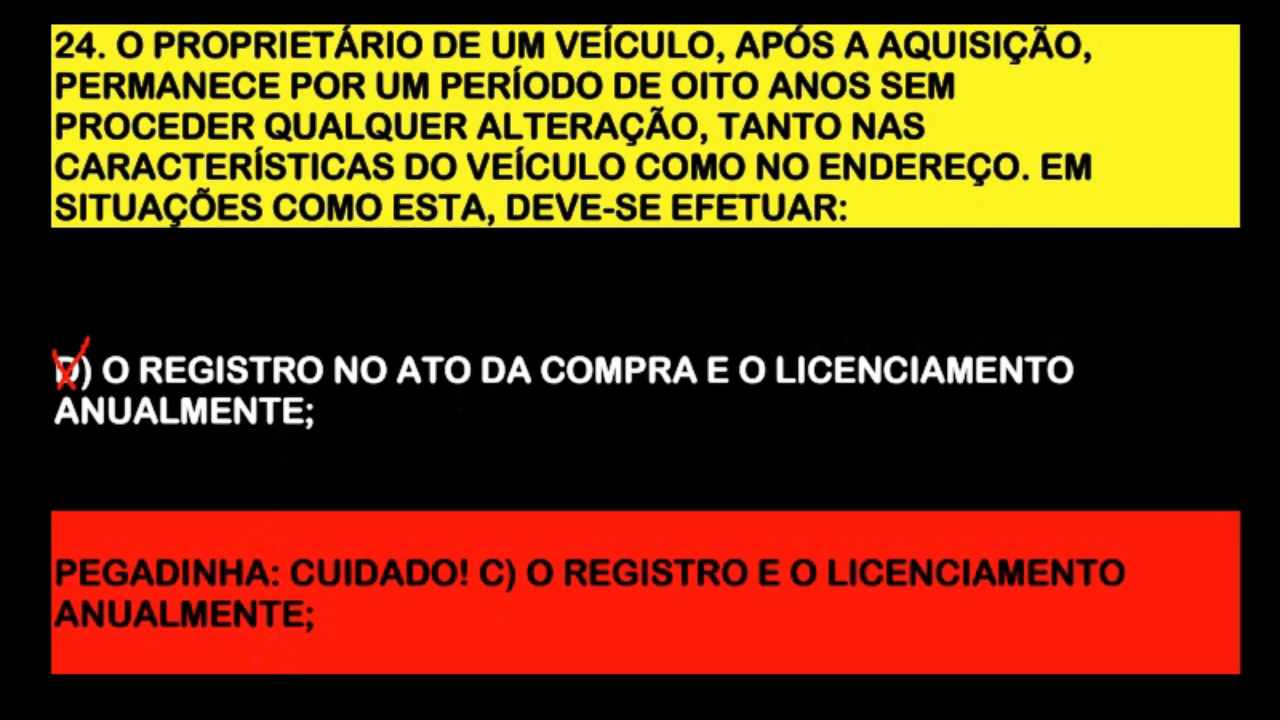 24. O PROPRIETÁRIO DE UM VEÍCULO, APÓS A AQUISIÇÃO,
PERMANECE POR UM PERÍODO DE OITO ANOS SEM
PROCEDER QUALQUER ALTERAÇÃO, TANTO NAS
CARACTERÍSTICAS DO VEÍCULO COMO NO ENDEREÇO. EM
SITUAÇÕES COMO ESTA, DEVE-SE EFETUAR:
D) O REGISTRO NO ATO DA COMPRA E O LICENCIAMENTO
ANUALMENTE;
PEGADINHA: CUIDADO! C) O REGISTRO E O LICENCIAMENTO
ANUALMENTE;